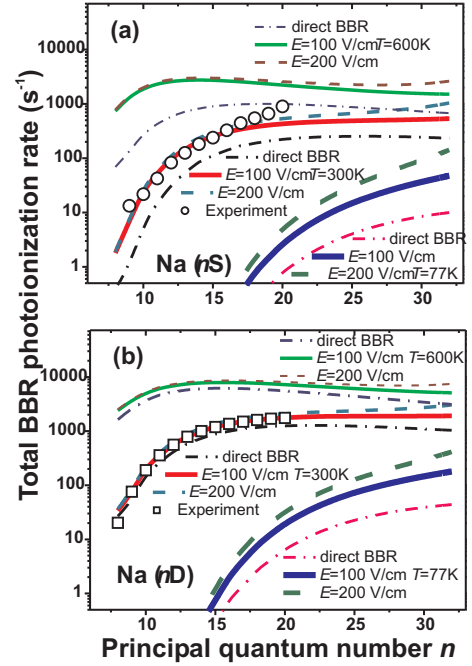 Total BBR photoionization rate (s⁻¹)
(a)
10000
1000
100
10
1
direct BBR
E=100 V/cm T=600K
E=200 V/cm
direct BBR
E=100 V/cm T=300K
E=200 V/cm
Experiment
direct BBR
E=100 V/cm
E=200 V/cm T=77K
Na (nS)
10 15 20 25 30
(b)
10000
1000
100
10
1
direct BBR
E=100 V/cm T=600K
E=200 V/cm
direct BBR
E=100 V/cm T=300K
E=200 V/cm
Experiment
direct BBR
E=100 V/cm T=77K
E=200 V/cm
Na (nD)
10 15 20 25 30
Principal quantum number n